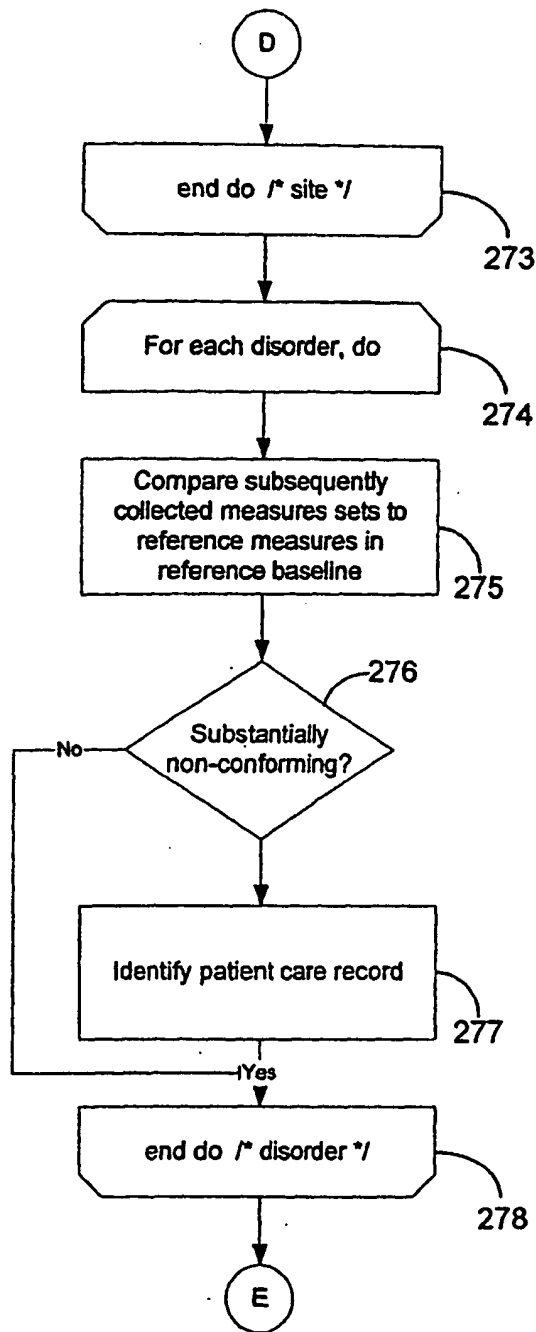 D
end do /* site */
273
For each disorder, do
274
Compare subsequently
collected measures sets to
reference measures in
reference baseline
275
276
Substantially
non-conforming?
No
Identify patient care record
277
Yes
end do /* disorder */
278
E